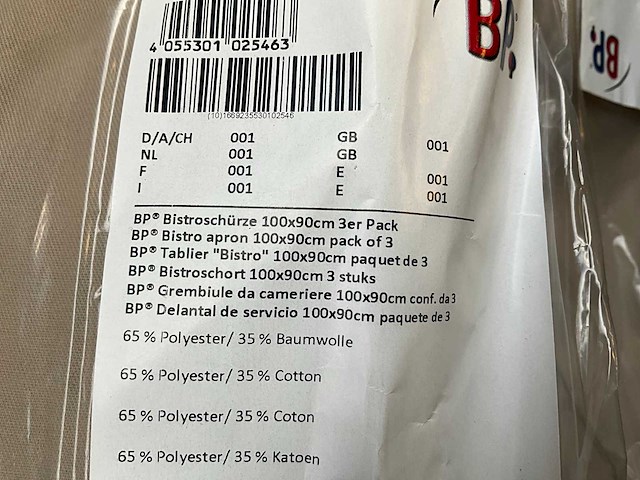 BP
BP
4 055301 025463
(10)1669235530102546
D/A/CH 001 GB 001
NL 001 GB
F 001 E 001
I 001 E 001
BP® Bistroschürze 100x90cm 3er Pack
BP® Bistro apron 100x90cm pack of 3
BP® Tablier "Bistro" 100x90cm paquet de 3
BP® Bistroschort 100x90cm 3 stuks
BP® Grembiule da cameriere 100x90cm conf. da 3
BP® Delantal de servicio 100x90cm paquete de 3
65 % Polyester/ 35 % Baumwolle
65 % Polyester/ 35 % Cotton
65 % Polyester/ 35 % Coton
65 % Polyester/ 35 % Katoen